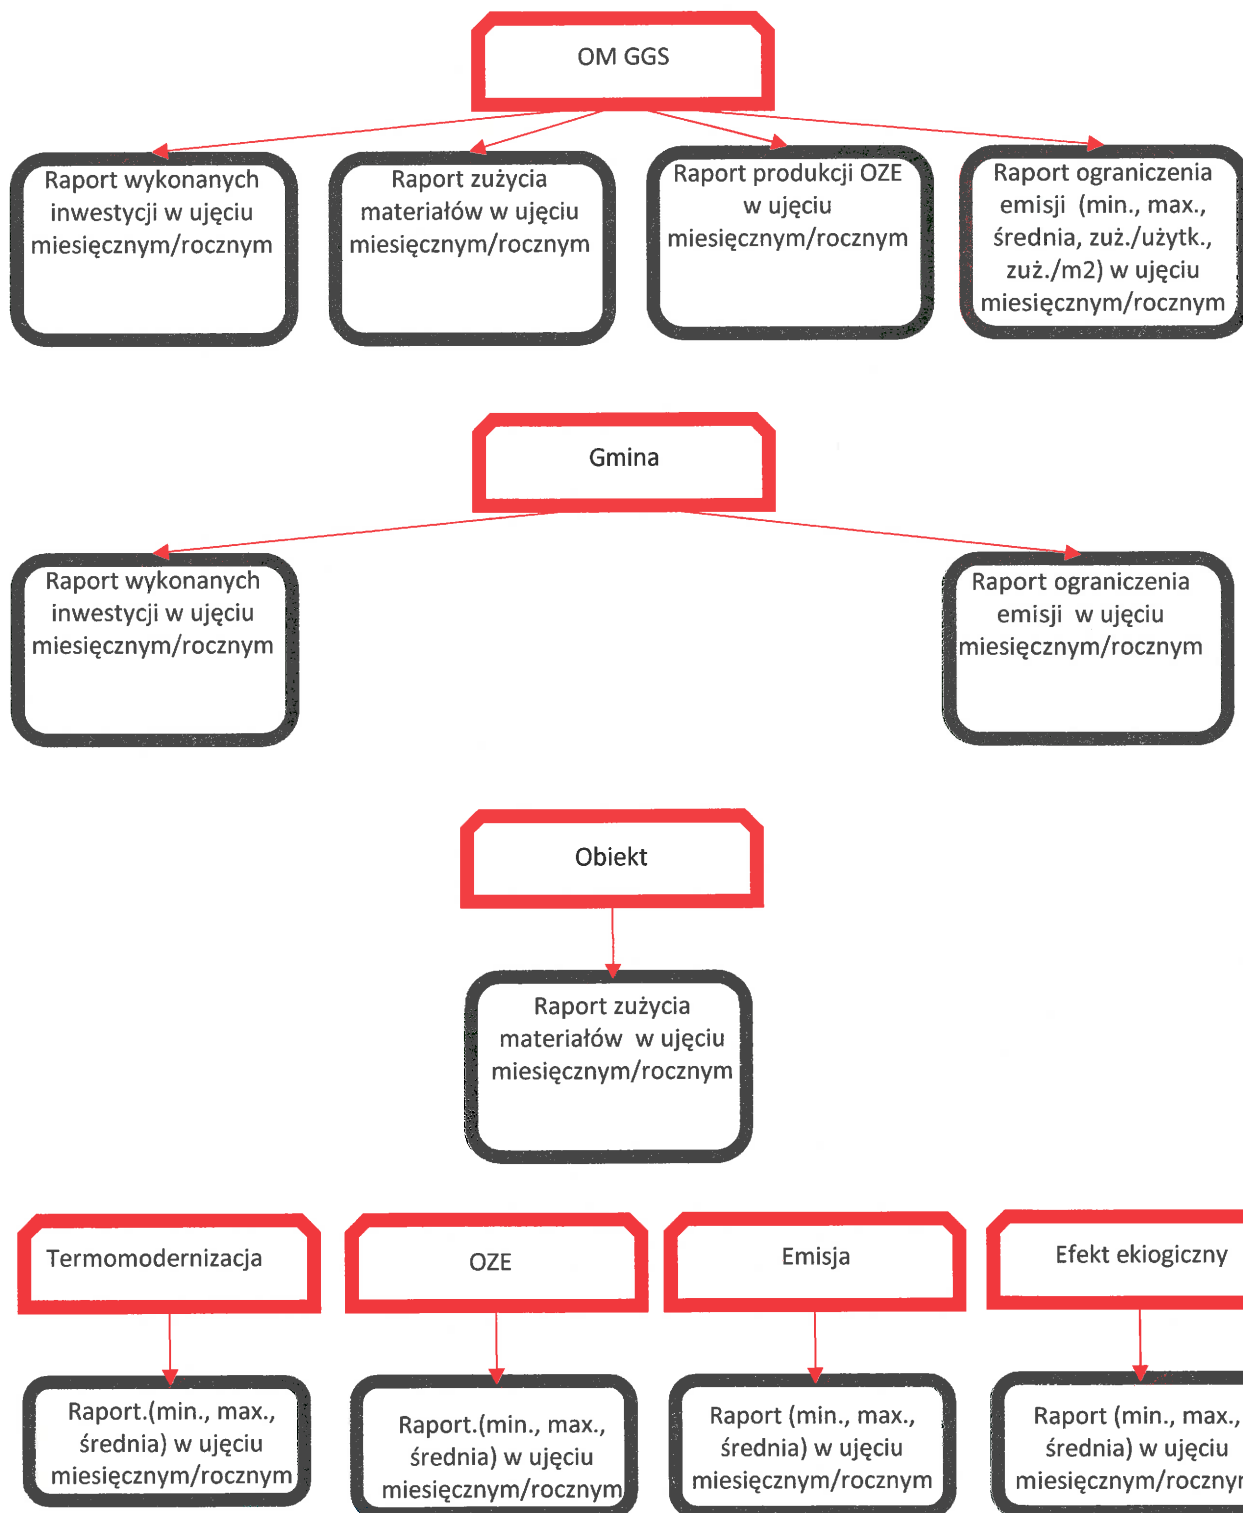 OM GGS
Raport wykonanych
inwestycji w ujęciu
miesięcznym/rocznym
Raport zużycia
materiałów w ujęciu
miesięcznym/rocznym
Raport produkcji OZE
w ujęciu
miesięcznym/rocznym
Raport ograniczenia
emisji (min., max.,
średnia, zuż./użytk.,
zuż./m2) w ujęciu
miesięcznym/rocznym
Gmina
Raport wykonanych
inwestycji w ujęciu
miesięcznym/rocznym
Raport ograniczenia
emisji w ujęciu
miesięcznym/rocznym
Obiekt
Raport zużycia
materiałów w ujęciu
miesięcznym/rocznym
Termomodernizacja
OZE
Emisja
Efekt ekiogiczny
Raport.(min., max.,
średnia) w ujęciu
miesięcznym/rocznym
Raport.(min., max.,
średnia) w ujęciu
miesięcznym/rocznym
Raport (min., max.,
średnia) w ujęciu
miesięcznym/rocznym
Raport (min., max.,
średnia) w ujęciu
miesięcznym/rocznym